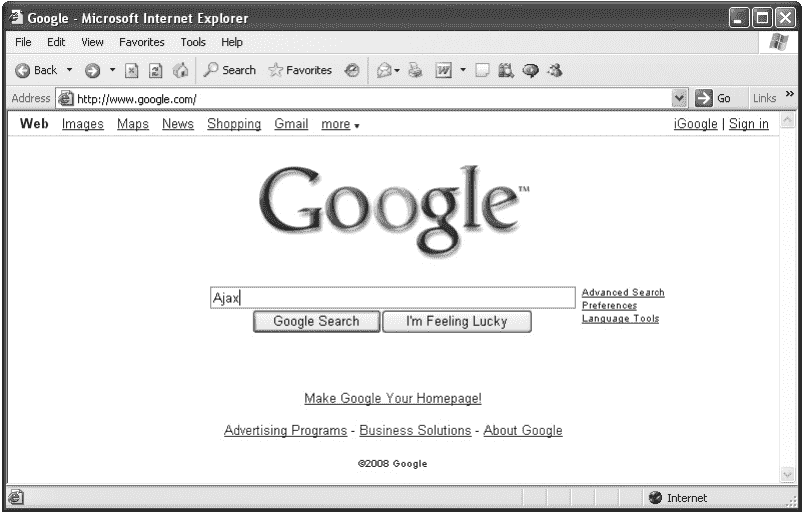 Google - Microsoft Internet Explorer
File Edit View Favorites Tools Help
Back Search Favorites
Address http://www.google.com/ Go Links »
Web Images Maps News Shopping Gmail more ▾ iGoogle | Sign in
Google™
Ajax Advanced Search
Preferences
Google Search I'm Feeling Lucky Language Tools
Make Google Your Homepage!
Advertising Programs - Business Solutions - About Google
©2008 Google
Internet